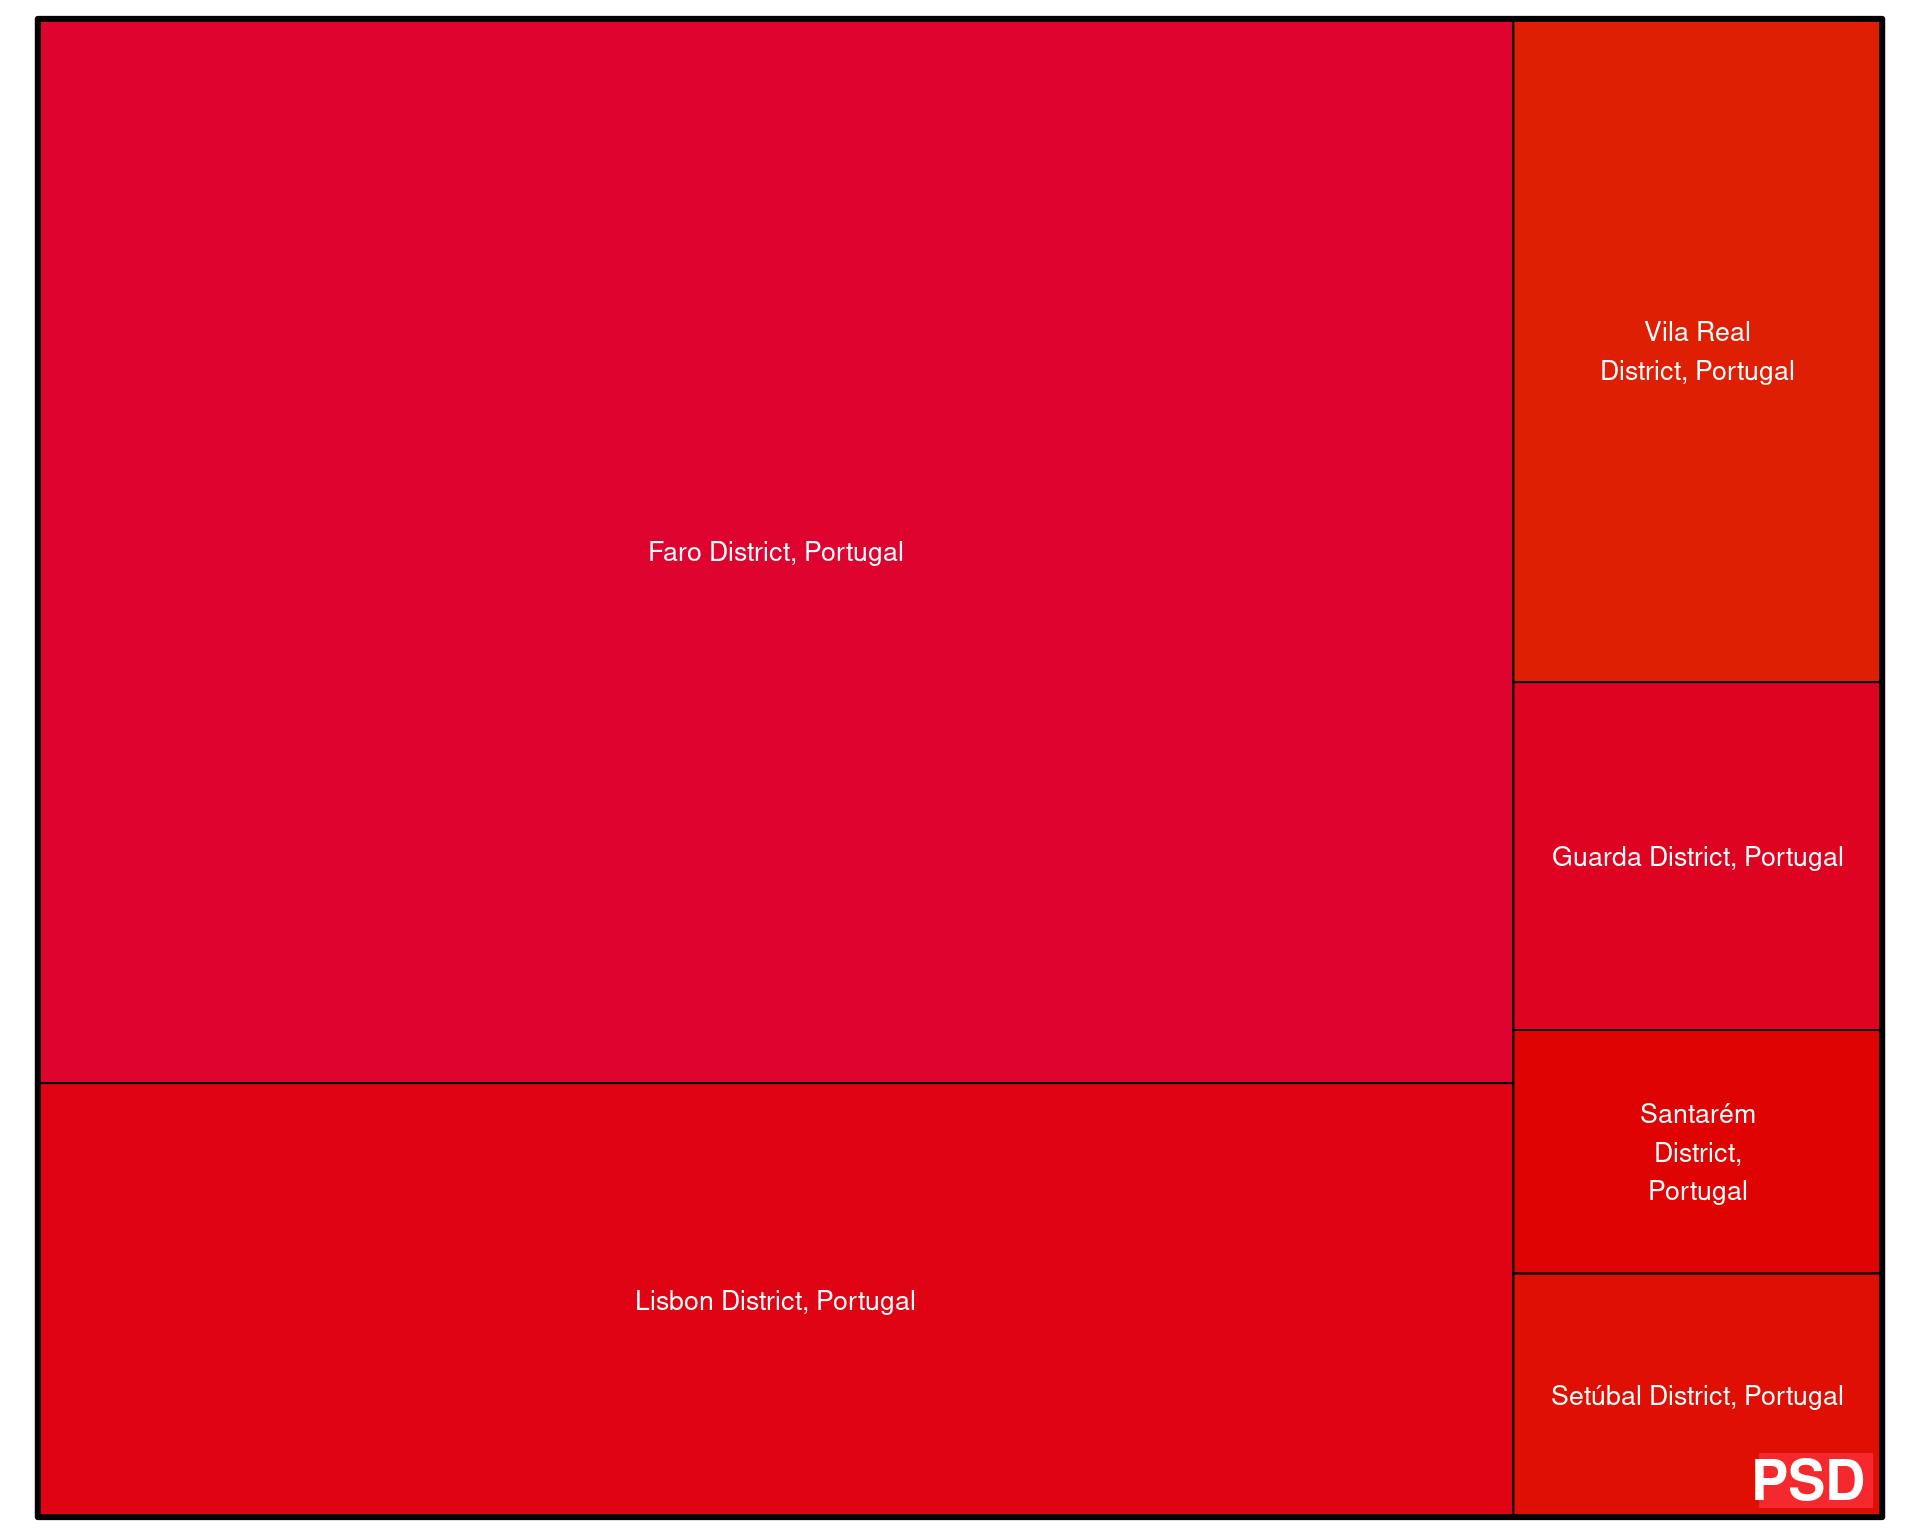 Faro District, Portugal
Lisbon District, Portugal
Vila Real
District, Portugal
Guarda District, Portugal
Santarém
District,
Portugal
Setúbal District, Portugal
PSD